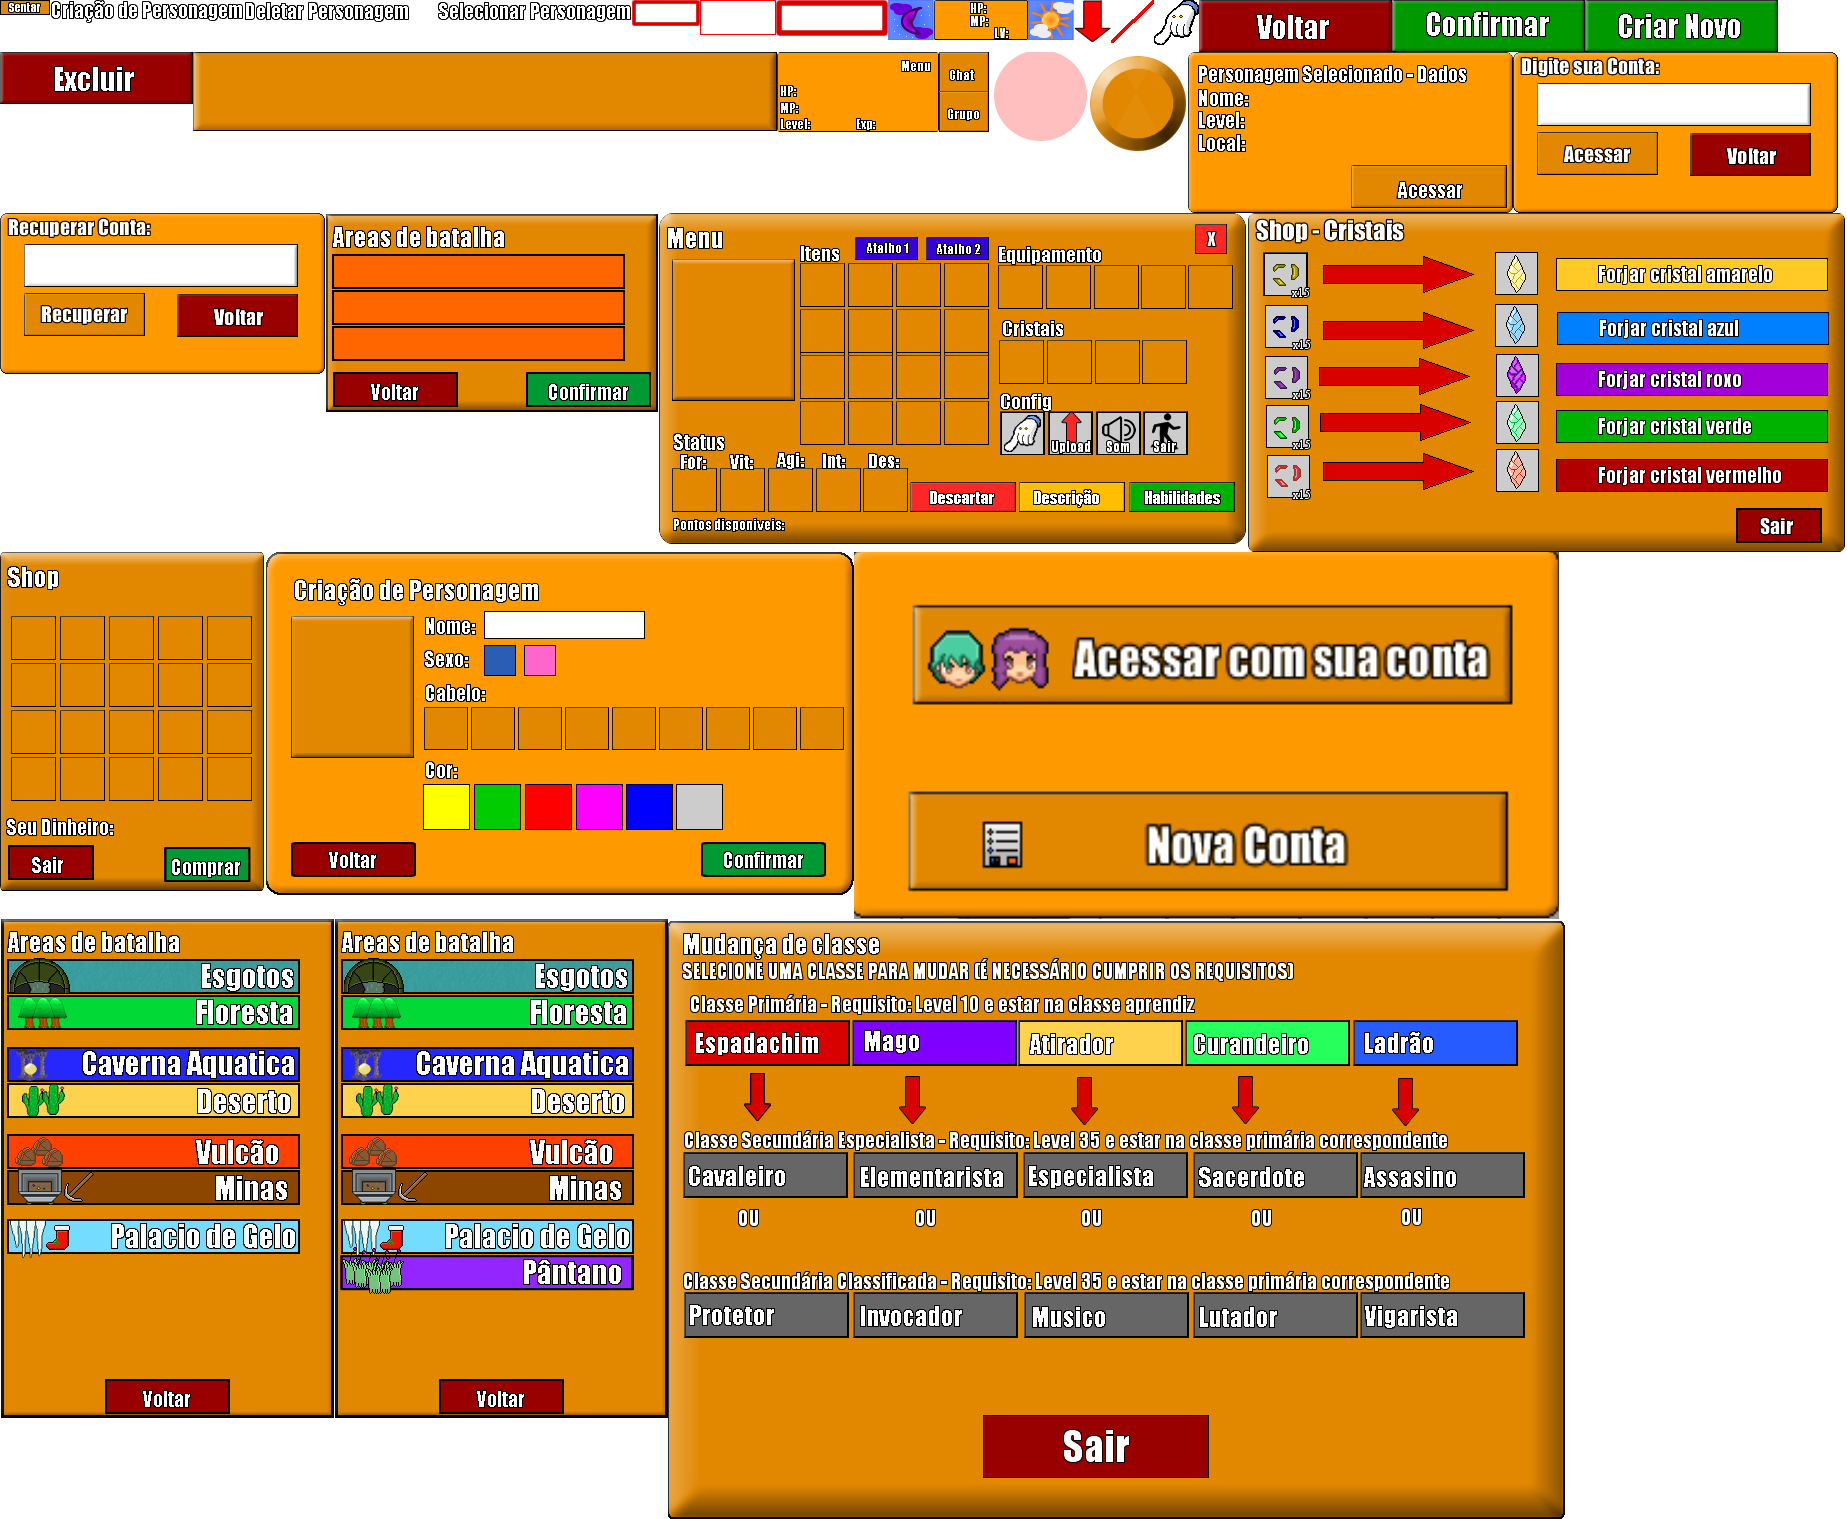 Sentar
Criação de Personagem
Deletar Personagem
Selecionar Personagem
HP:
MP:
LV:
Voltar
Confirmar
Criar Novo
Excluir
Menu
HP:
MP:
Level:
Exp:
Chat
Grupo
Personagem Selecionado - Dados
Nome:
Level:
Local:
Acessar
Digite sua Conta:
Acessar
Voltar
Recuperar Conta:
Recuperar
Voltar
Areas de batalha
Voltar
Confirmar
Menu
X
Itens
Atalho 1
Atalho 2
Equipamento
Cristais
Config
Upload
Som
Sair
Status
For:
Vit:
Agi:
Int:
Des:
Descartar
Descrição
Habilidades
Pontos disponiveis:
Shop - Cristais
x15
Forjar cristal amarelo
x15
Forjar cristal azul
x15
Forjar cristal roxo
x15
Forjar cristal verde
x15
Forjar cristal vermelho
Sair
Shop
Seu Dinheiro:
Sair
Comprar
Criação de Personagem
Nome:
Sexo:
Cabelo:
Cor:
Voltar
Confirmar
Acessar com sua conta
Nova Conta
Areas de batalha
Esgotos
Floresta
Caverna Aquatica
Deserto
Vulcão
Minas
Palacio de Gelo
Voltar
Areas de batalha
Esgotos
Floresta
Caverna Aquatica
Deserto
Vulcão
Minas
Palacio de Gelo
Pântano
Voltar
Mudança de classe
SELECIONE UMA CLASSE PARA MUDAR (É NECESSÁRIO CUMPRIR OS REQUISITOS)
Classe Primária - Requisito: Level 10 e estar na classe aprendiz
Espadachim
Mago
Atirador
Curandeiro
Ladrão
Classe Secundária Especialista - Requisito: Level 35 e estar na classe primária correspondente
Cavaleiro
Elementarista
Especialista
Sacerdote
Assasino
OU
OU
OU
OU
OU
Classe Secundária Classificada - Requisito: Level 35 e estar na classe primária correspondente
Protetor
Invocador
Musico
Lutador
Vigarista
Sair